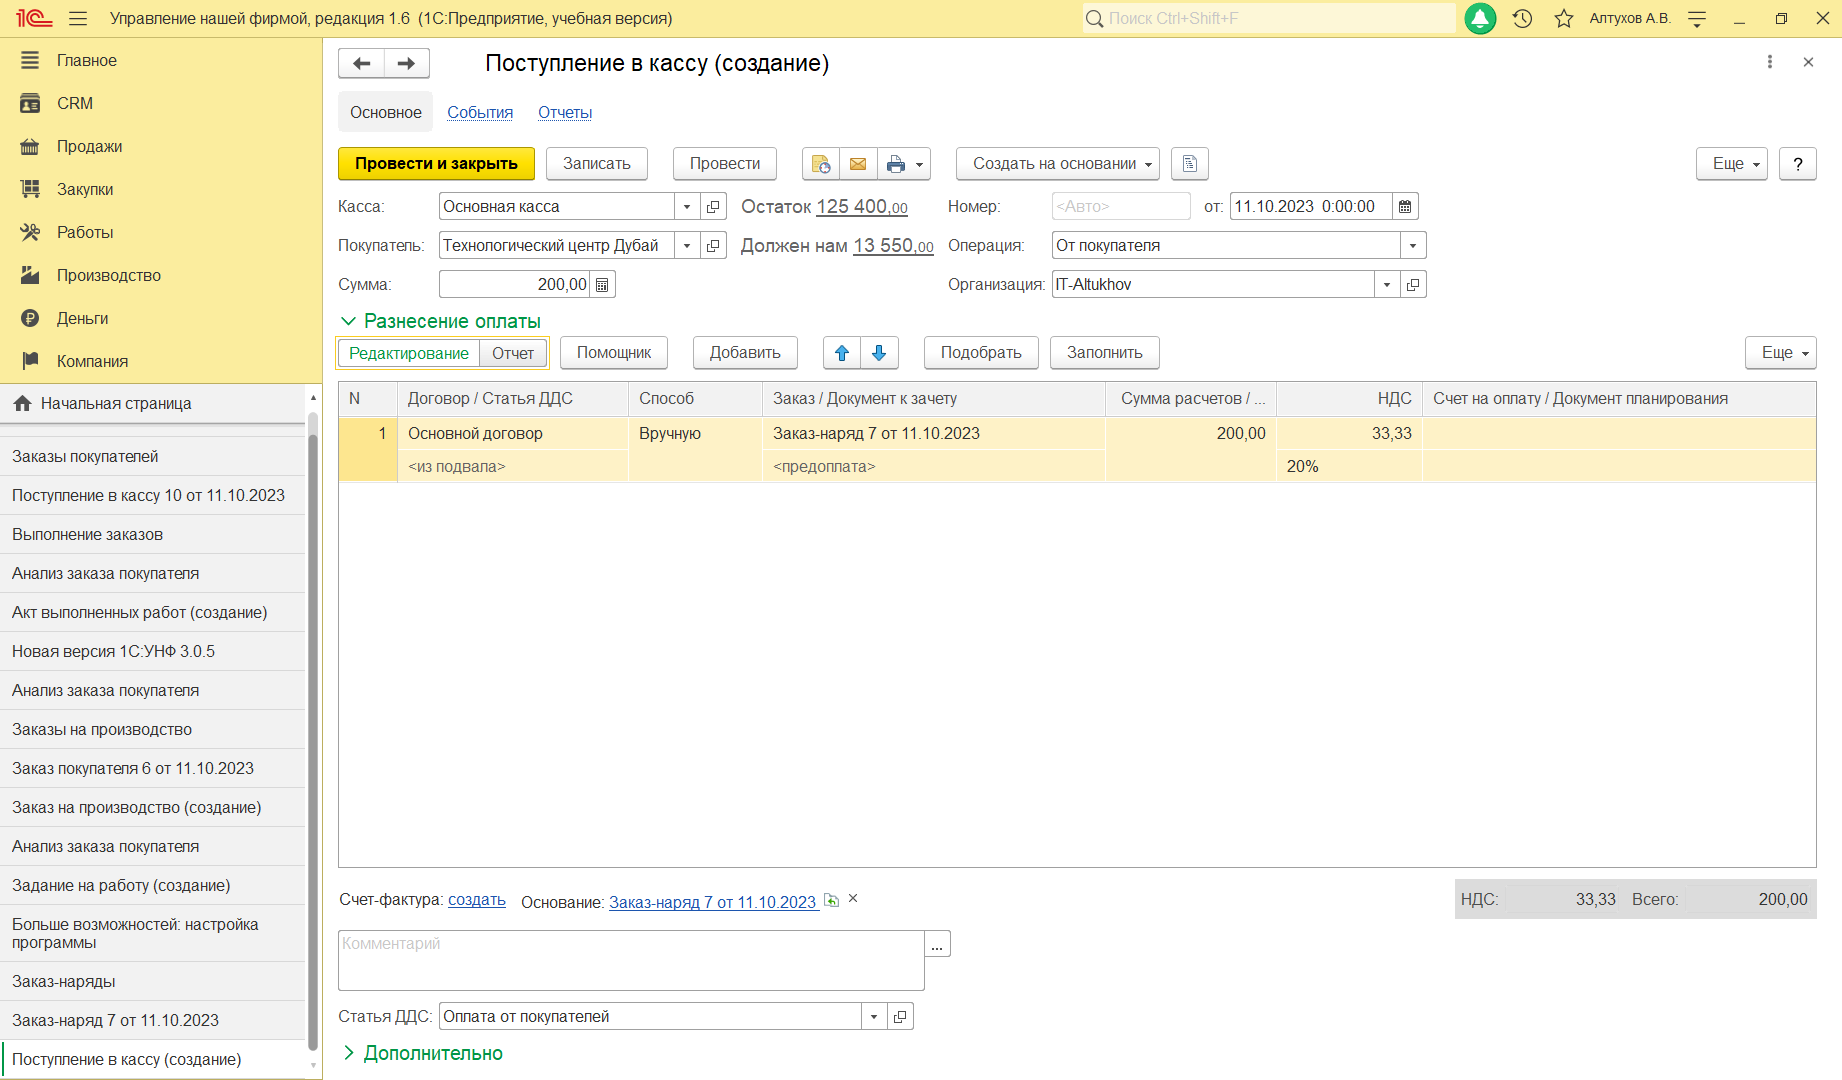 1С Управление нашей фирмой, редакция 1.6 (1С:Предприятие, учебная версия) Поиск Ctrl+Shift+F Алтухов А.В.
Главное
CRM
Продажи
Закупки
Работы
Производство
Деньги
Компания
Начальная страница
Заказы покупателей
Поступление в кассу 10 от 11.10.2023
Выполнение заказов
Анализ заказа покупателя
Акт выполненных работ (создание)
Новая версия 1С:УНФ 3.0.5
Анализ заказа покупателя
Заказы на производство
Заказ покупателя 6 от 11.10.2023
Заказ на производство (создание)
Анализ заказа покупателя
Задание на работу (создание)
Больше возможностей: настройка
программы
Заказ-наряды
Заказ-наряд 7 от 11.10.2023
Поступление в кассу (создание)
Поступление в кассу (создание)
Основное События Отчеты
Провести и закрыть Записать Провести Создать на основании Еще ?
Касса: Основная касса Остаток 125 400,00 Номер: <Авто> от: 11.10.2023 0:00:00
Покупатель: Технологический центр Дубай Должен нам 13 550,00 Операция: От покупателя
Сумма: 200,00 Организация: IT-Altukhov
Разнесение оплаты
Редактирование Отчет Помощник Добавить Подобрать Заполнить Еще
N Договор / Статья ДДС Способ Заказ / Документ к зачету Сумма расчетов / ... НДС Счет на оплату / Документ планирования
1 Основной договор Вручную Заказ-наряд 7 от 11.10.2023 200,00 33,33
<из подвала> <предоплата> 20%
Счет-фактура: создать Основание: Заказ-наряд 7 от 11.10.2023 НДС: 33,33 Всего: 200,00
Комментарий ...
Статья ДДС: Оплата от покупателей
Дополнительно